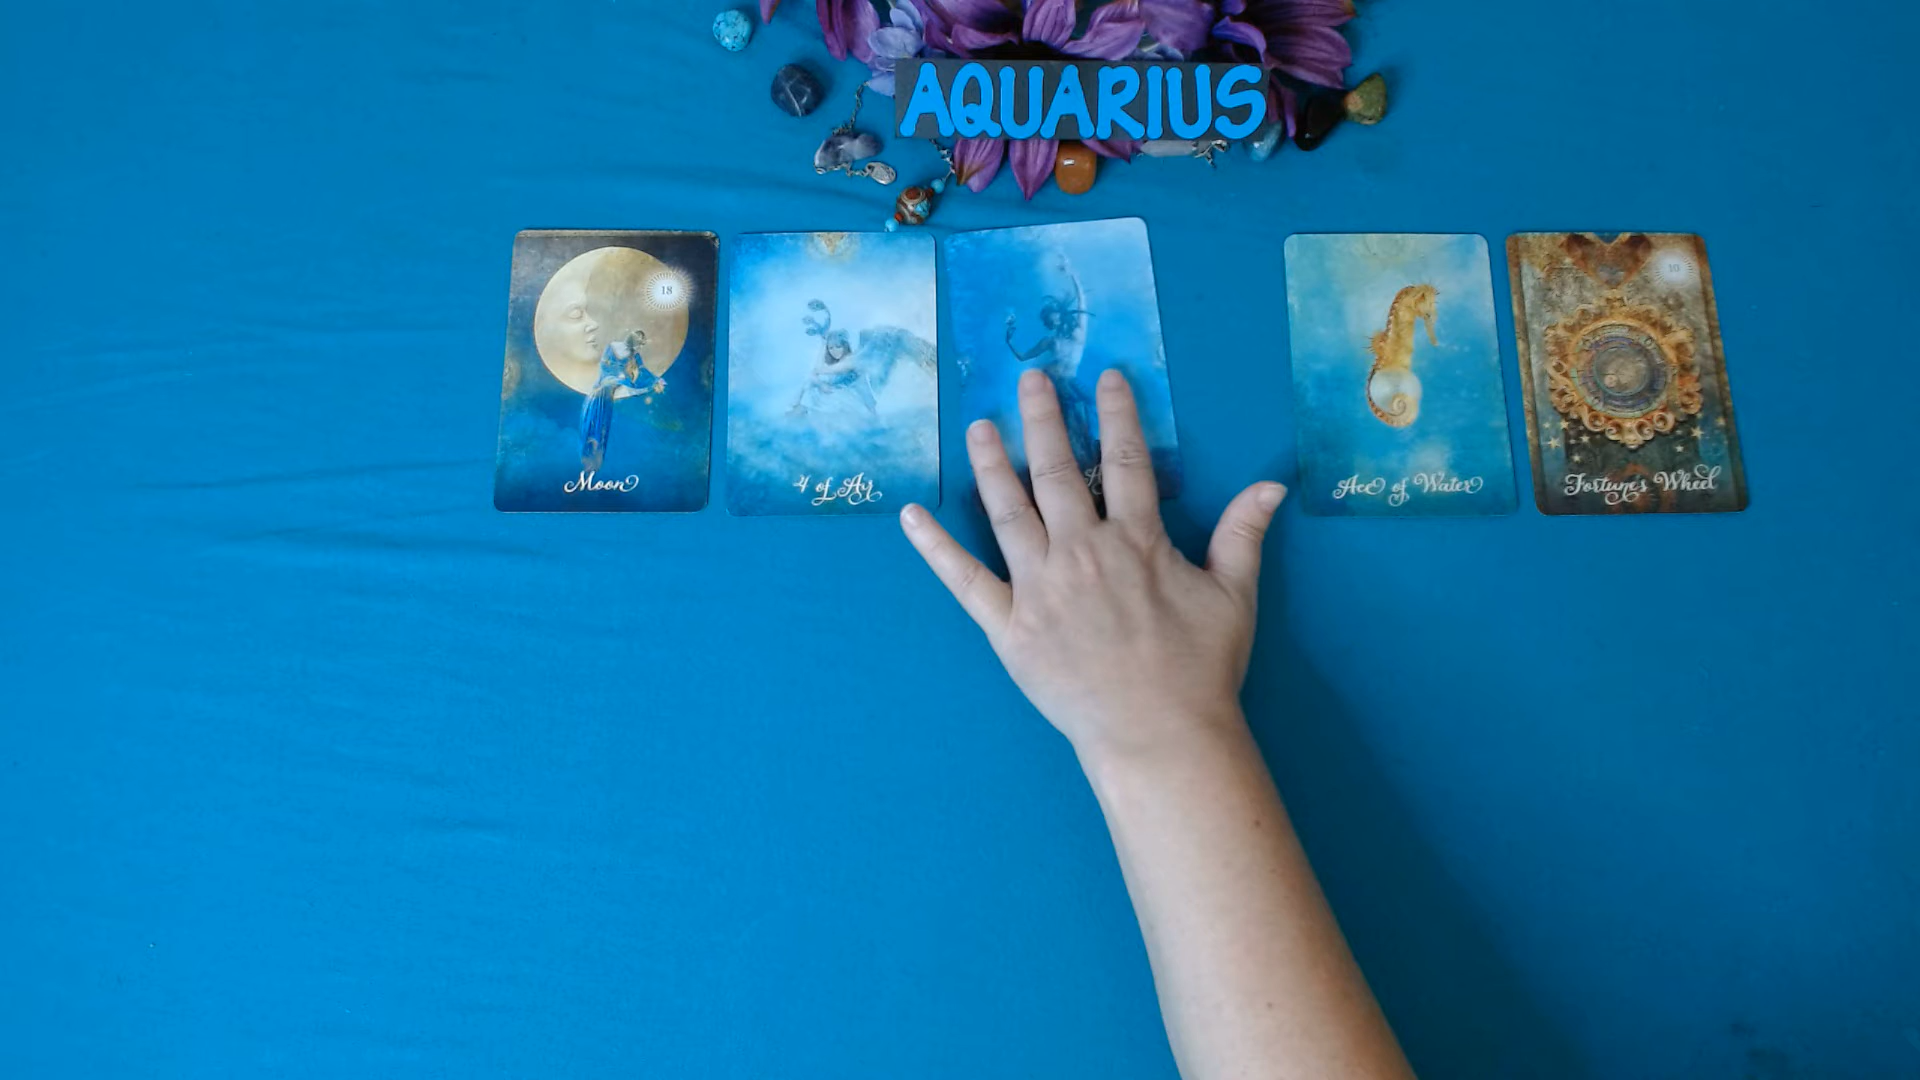 AQUARIUS
18
Moon
4 of Air
Ace of Water
10
Fortune's Wheel